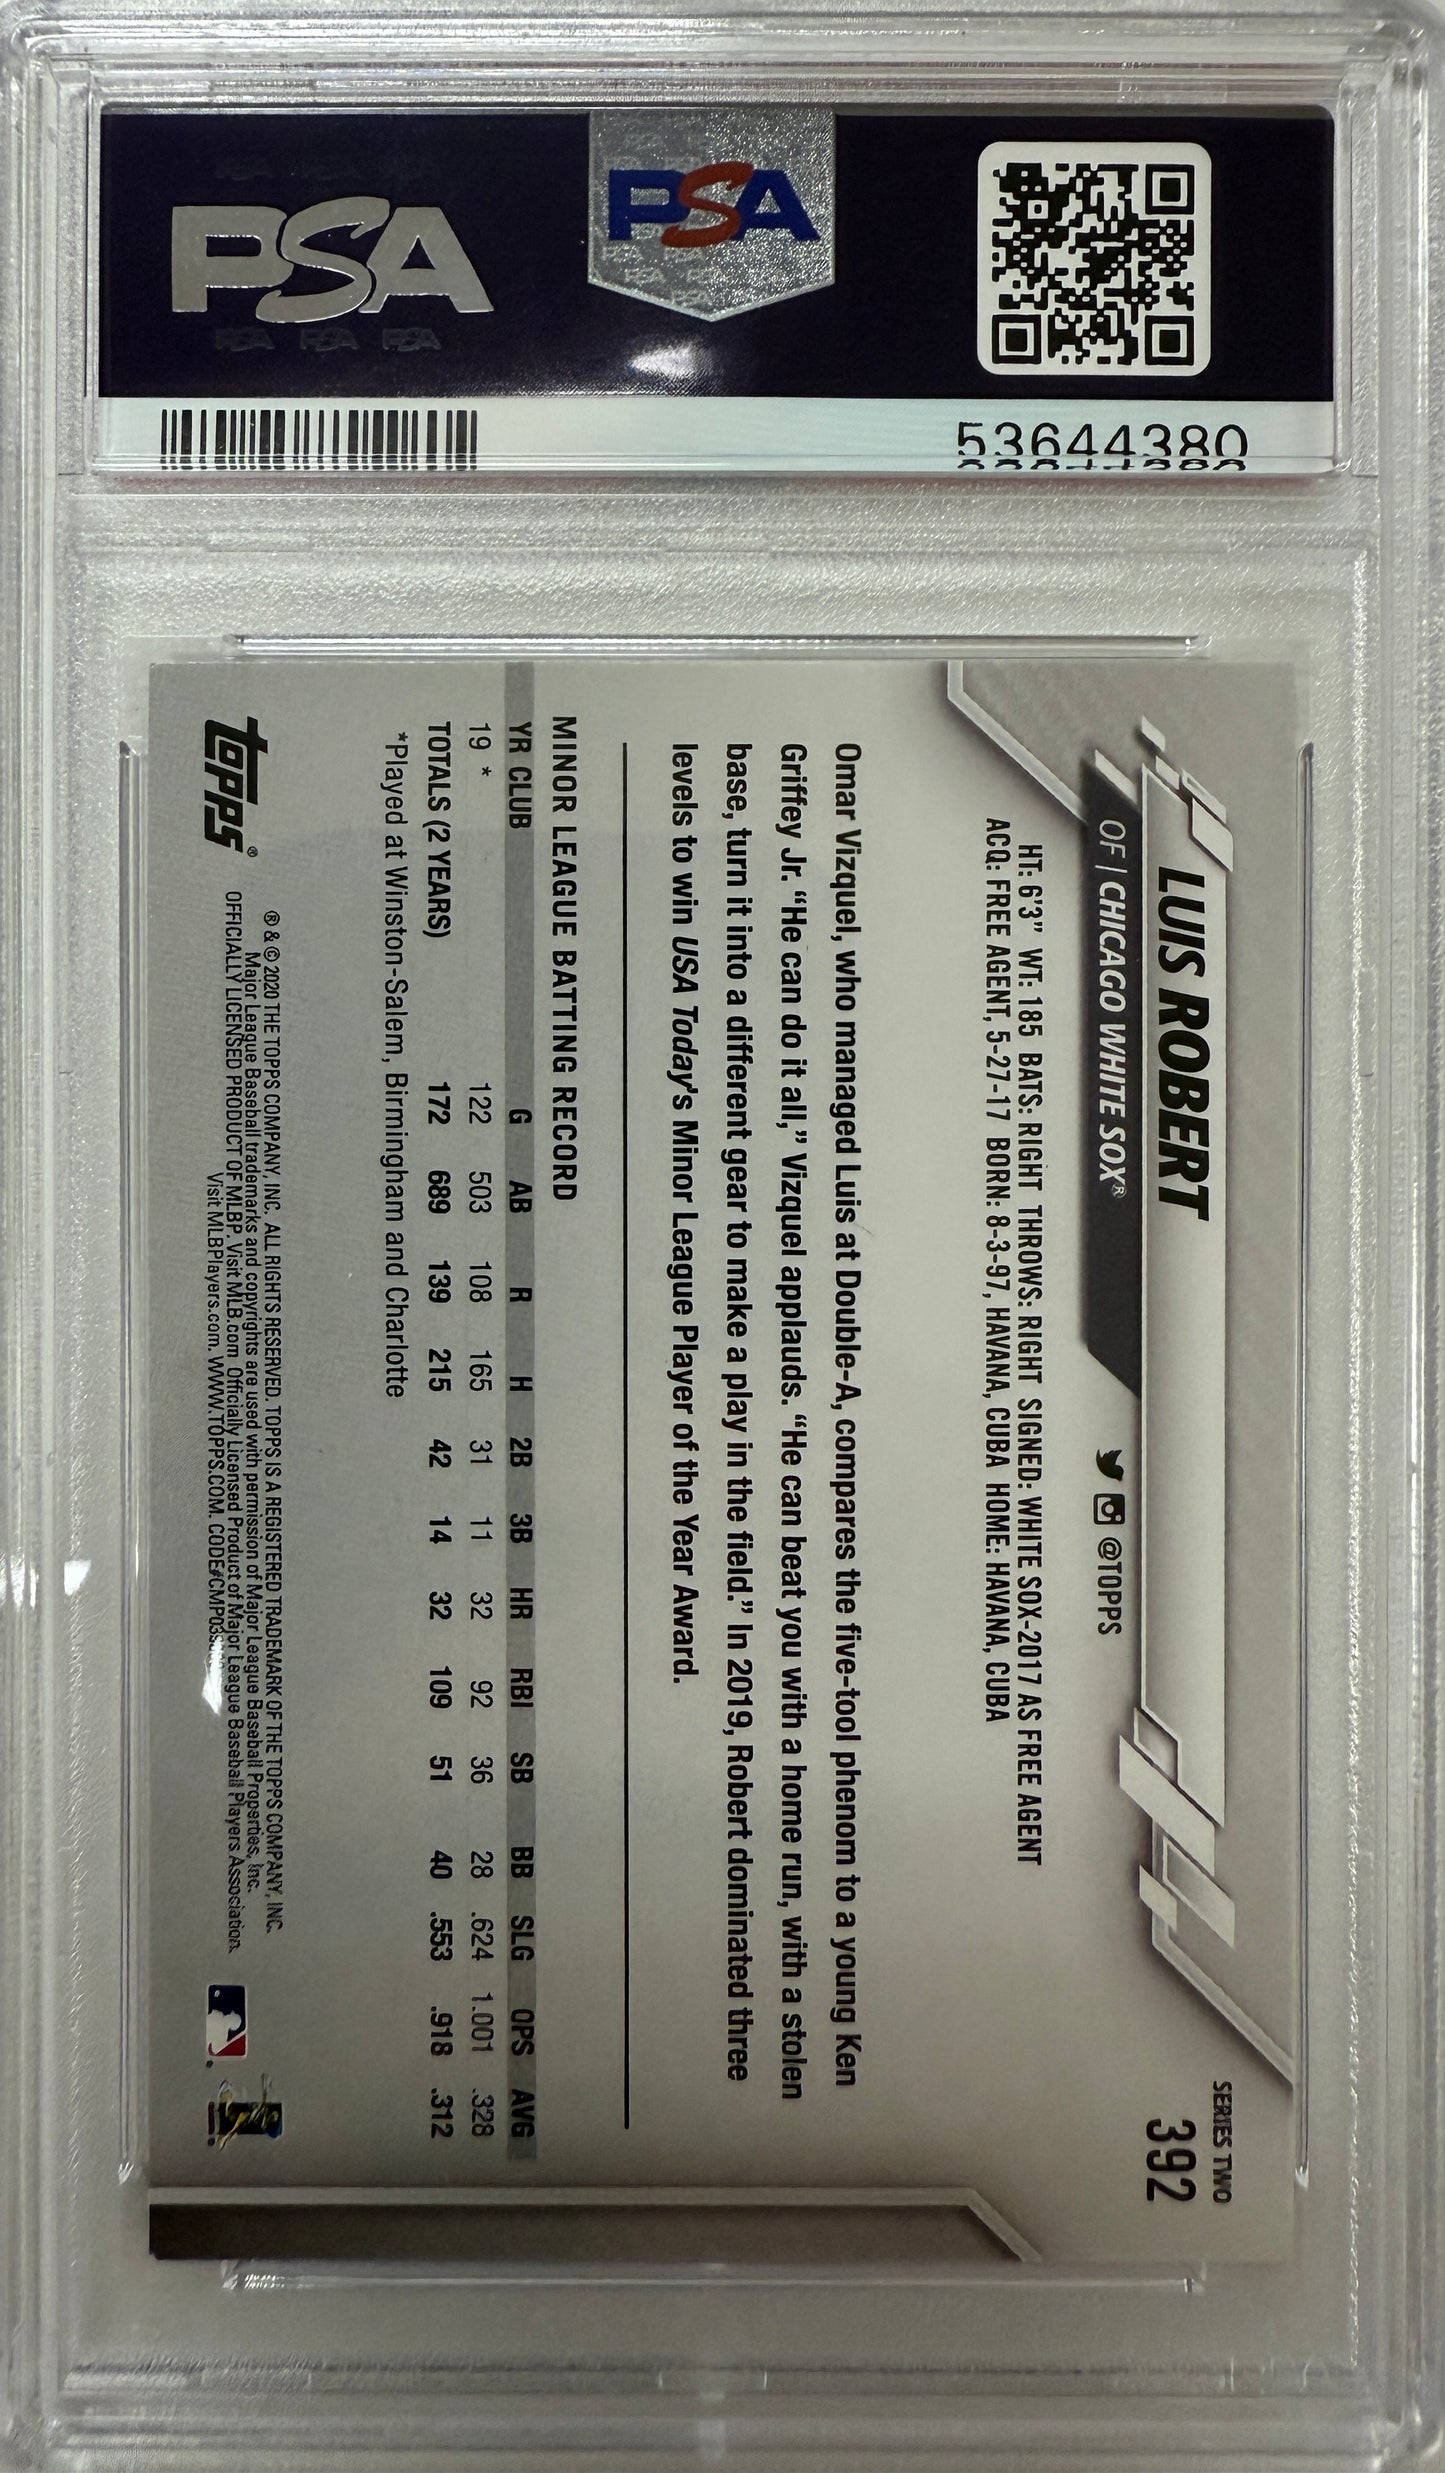 PSA
PSA
PSA PSA PSA
53644380
SERIES TWO
392
LUIS ROBERT
OF | CHICAGO WHITE SOX®
@TOPPS
HT: 6'3" WT: 185 BATS: RIGHT THROWS: RIGHT SIGNED: WHITE SOX-2017 AS FREE AGENT
ACQ: FREE AGENT, 5-27-17 BORN: 8-3-97, HAVANA, CUBA HOME: HAVANA, CUBA
Omar Vizquel, who managed Luis at Double-A, compares the five-tool phenom to a young Ken
Griffey Jr. “He can do it all,” Vizquel applauds. “He can beat you with a home run, with a stolen
base, turn it into a different gear to make a play in the field.” In 2019, Robert dominated three
levels to win USA Today's Minor League Player of the Year Award.
MINOR LEAGUE BATTING RECORD
YR CLUB G AB R H 2B 3B HR RBI SB BB SLG OPS AVG
19 * 122 503 108 165 31 11 32 92 36 28 .624 1.001 .328
TOTALS (2 YEARS) 172 689 139 215 42 14 32 109 51 40 .553 .918 .312
*Played at Winston-Salem, Birmingham and Charlotte
topps®
® & © 2020 THE TOPPS COMPANY, INC. ALL RIGHTS RESERVED. TOPPS IS A REGISTERED TRADEMARK OF THE TOPPS COMPANY, INC.
Major League Baseball trademarks and copyrights are used with permission of Major League Baseball Properties, Inc.
OFFICIALLY LICENSED PRODUCT OF MLBP. Visit MLB.com Officially Licensed Product of Major League Baseball Players Association.
Visit MLBPlayers.com. WWW.TOPPS.COM.